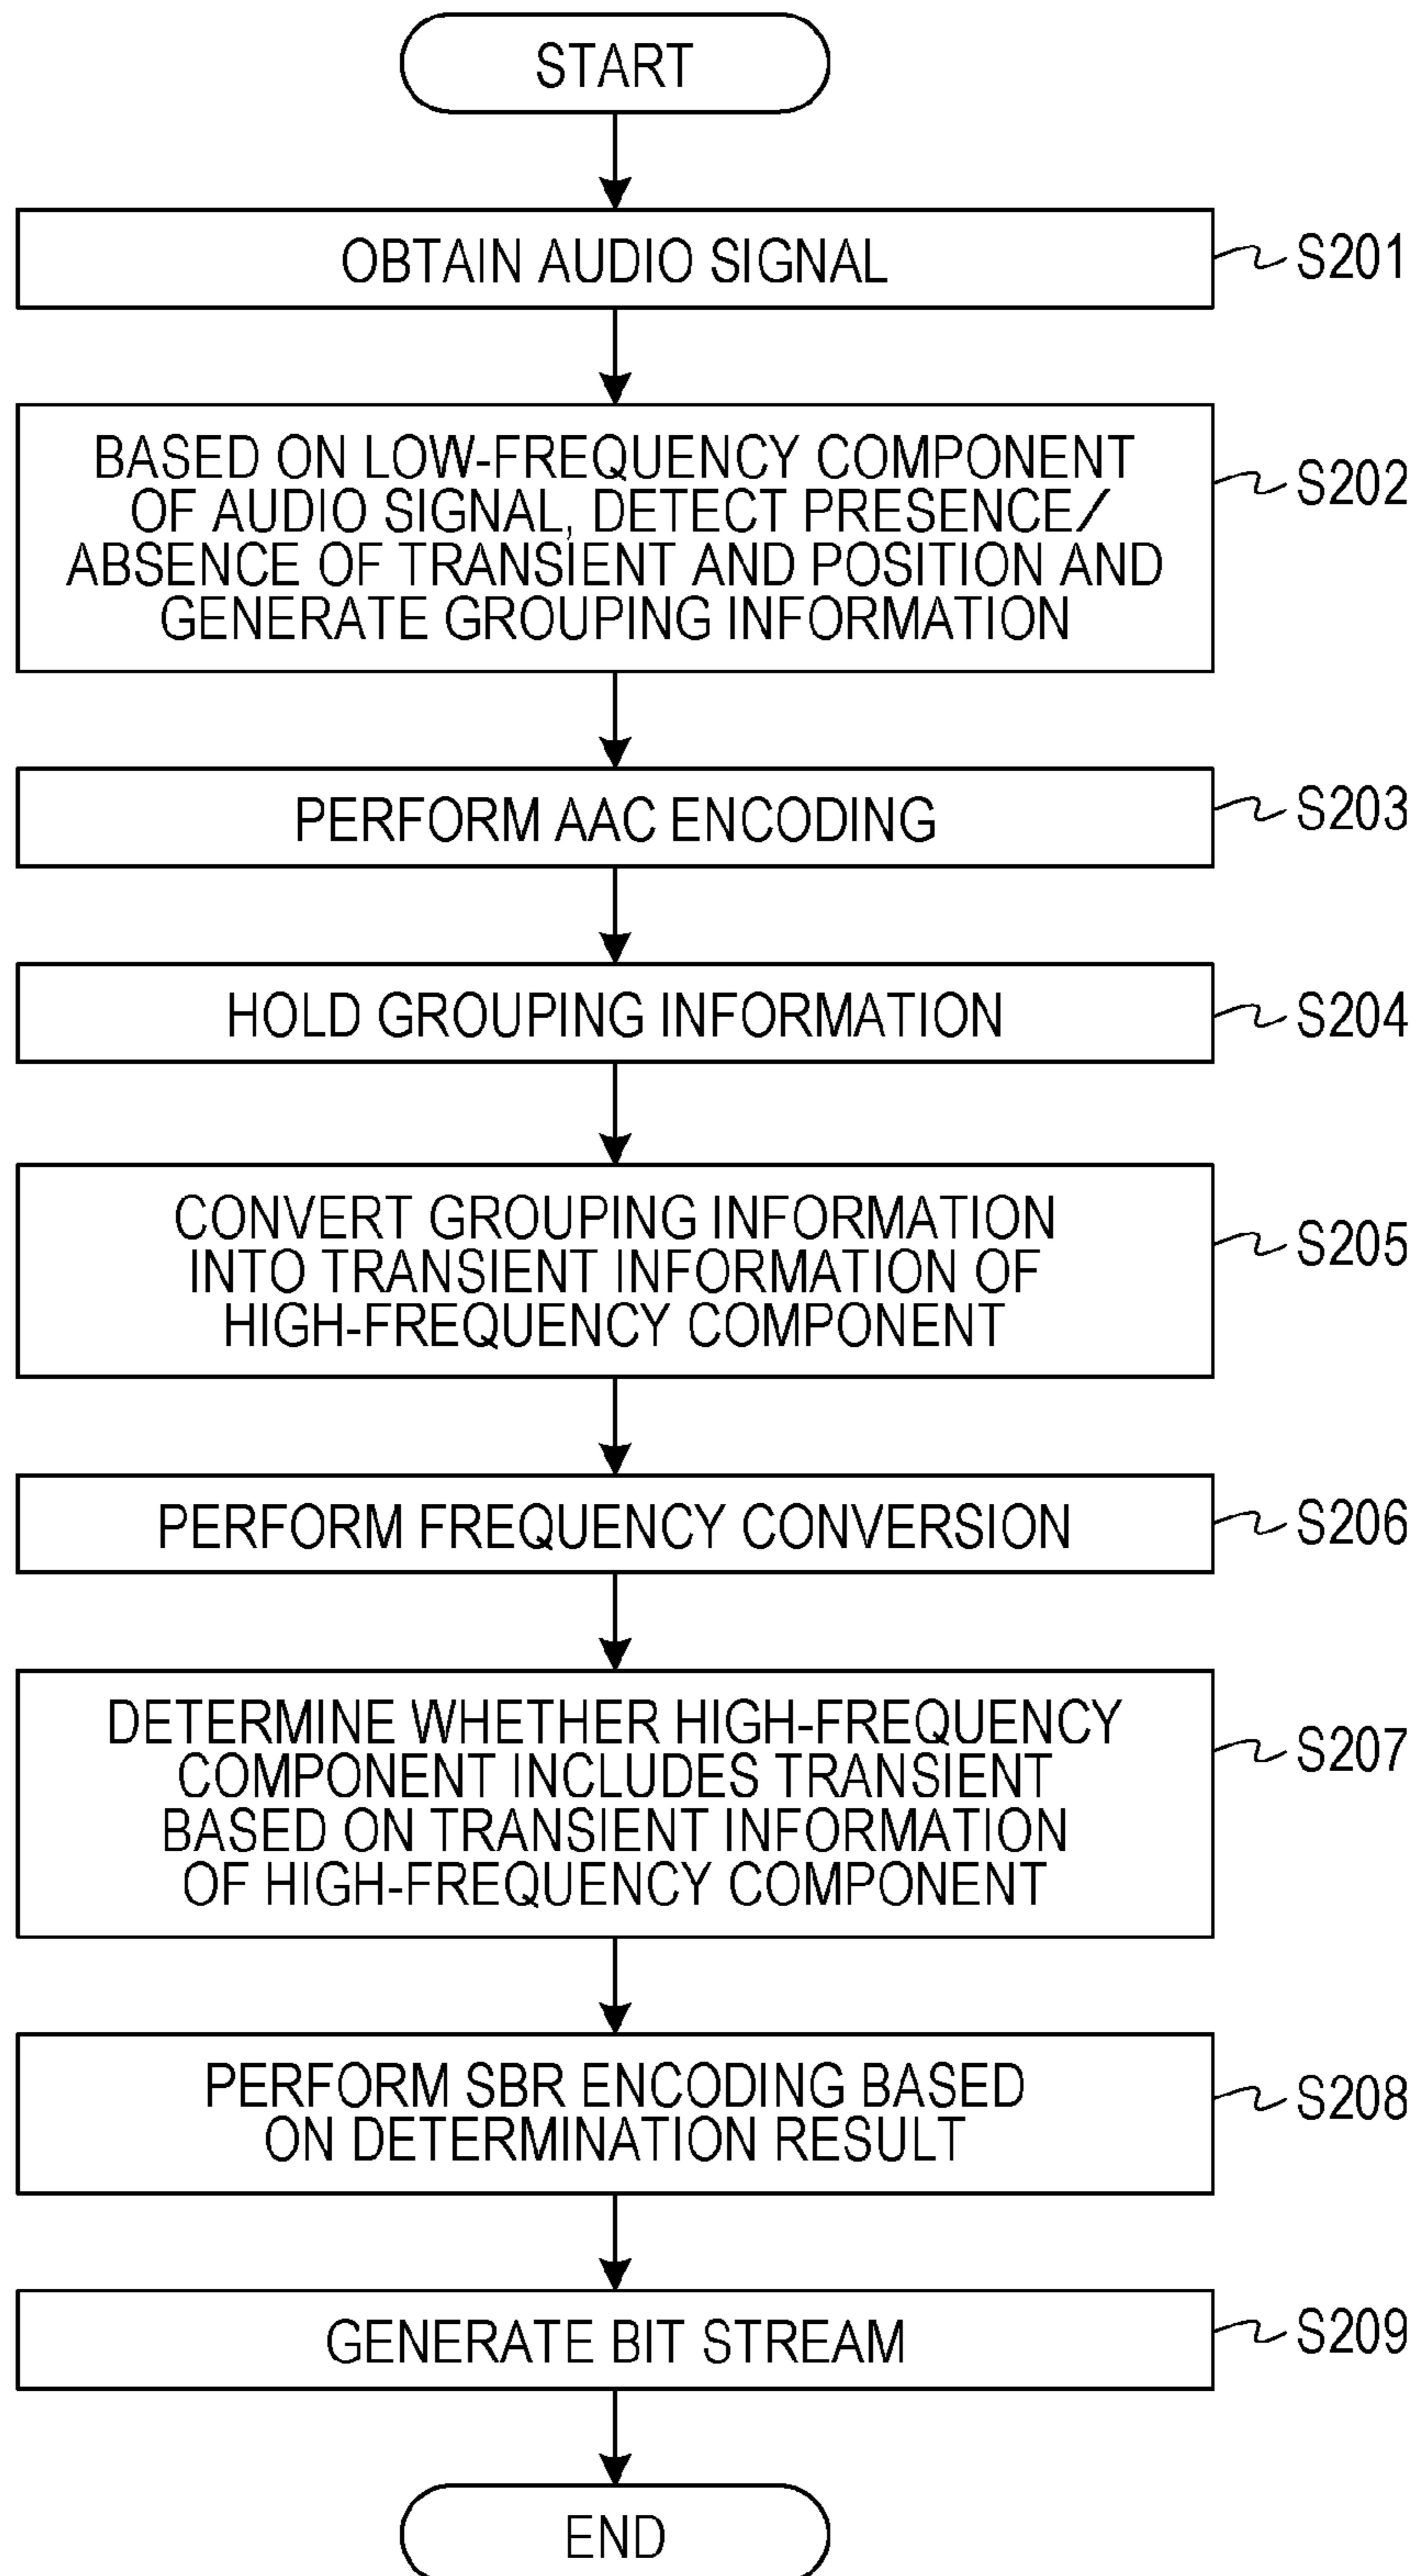 START
OBTAIN AUDIO SIGNAL
S201
BASED ON LOW-FREQUENCY COMPONENT
OF AUDIO SIGNAL, DETECT PRESENCE/
ABSENCE OF TRANSIENT AND POSITION AND
GENERATE GROUPING INFORMATION
S202
PERFORM AAC ENCODING
S203
HOLD GROUPING INFORMATION
S204
CONVERT GROUPING INFORMATION
INTO TRANSIENT INFORMATION OF
HIGH-FREQUENCY COMPONENT
S205
PERFORM FREQUENCY CONVERSION
S206
DETERMINE WHETHER HIGH-FREQUENCY
COMPONENT INCLUDES TRANSIENT
BASED ON TRANSIENT INFORMATION
OF HIGH-FREQUENCY COMPONENT
S207
PERFORM SBR ENCODING BASED
ON DETERMINATION RESULT
S208
GENERATE BIT STREAM
S209
END